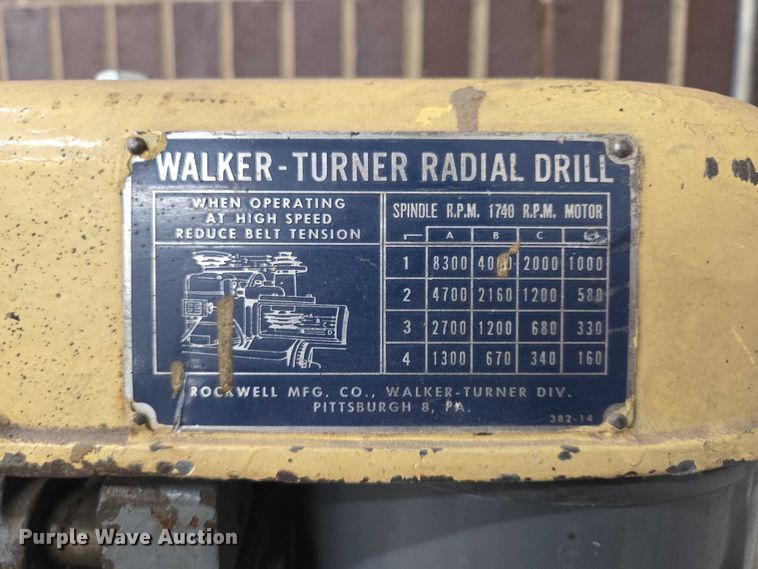 WALKER-TURNER RADIAL DRILL
WHEN OPERATING
AT HIGH SPEED
REDUCE BELT TENSION
SPINDLE R.P.M. 1740 R.P.M. MOTOR
A B C
1 8300 2000 1000
2 4700 2160 1200 580
3 2700 1200 680 330
4 1300 670 340 160
A
B
C
D
ROCKWELL MFG. CO., WALKER-TURNER DIV.
PITTSBURGH 8, PA.
382-14
Purple Wave Auction